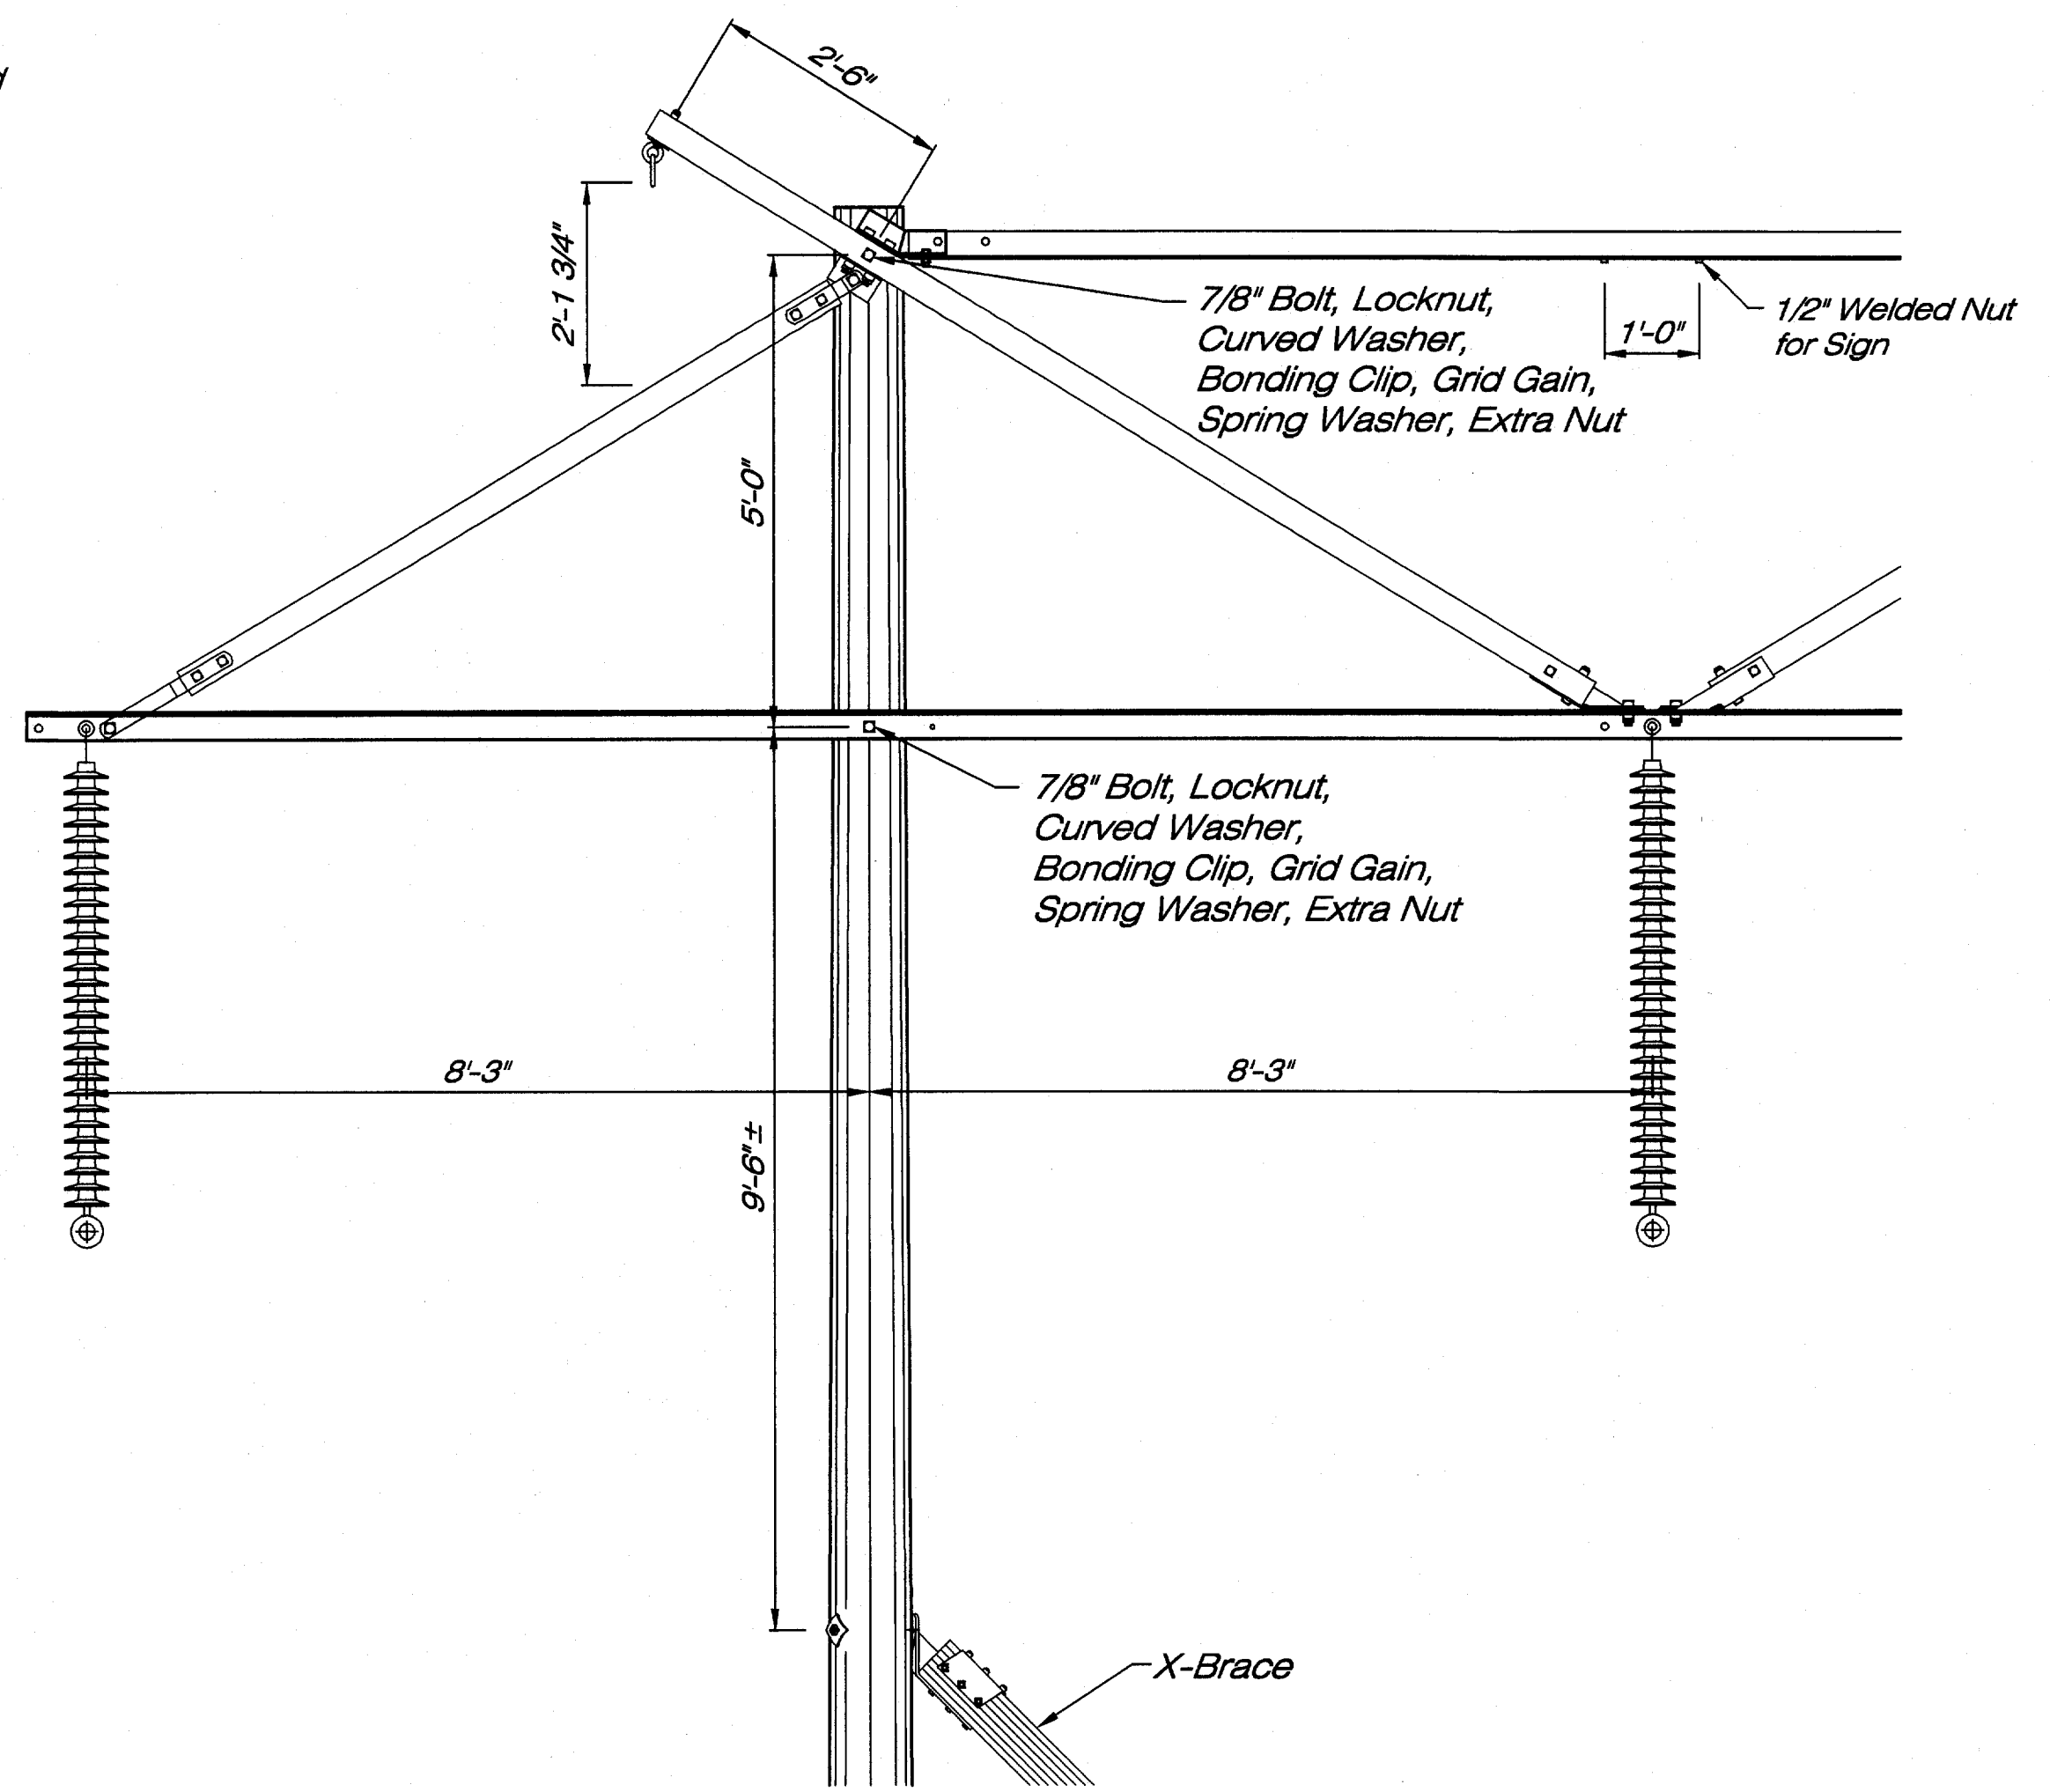 2'-6"
2'-1 3/4"
7/8" Bolt, Locknut,
Curved Washer,
Bonding Clip, Grid Gain,
Spring Washer, Extra Nut
1'-0"
1/2" Welded Nut
for Sign
5'-0"
7/8" Bolt, Locknut,
Curved Washer,
Bonding Clip, Grid Gain,
Spring Washer, Extra Nut
8'-3"
8'-3"
9'-6"±
X-Brace